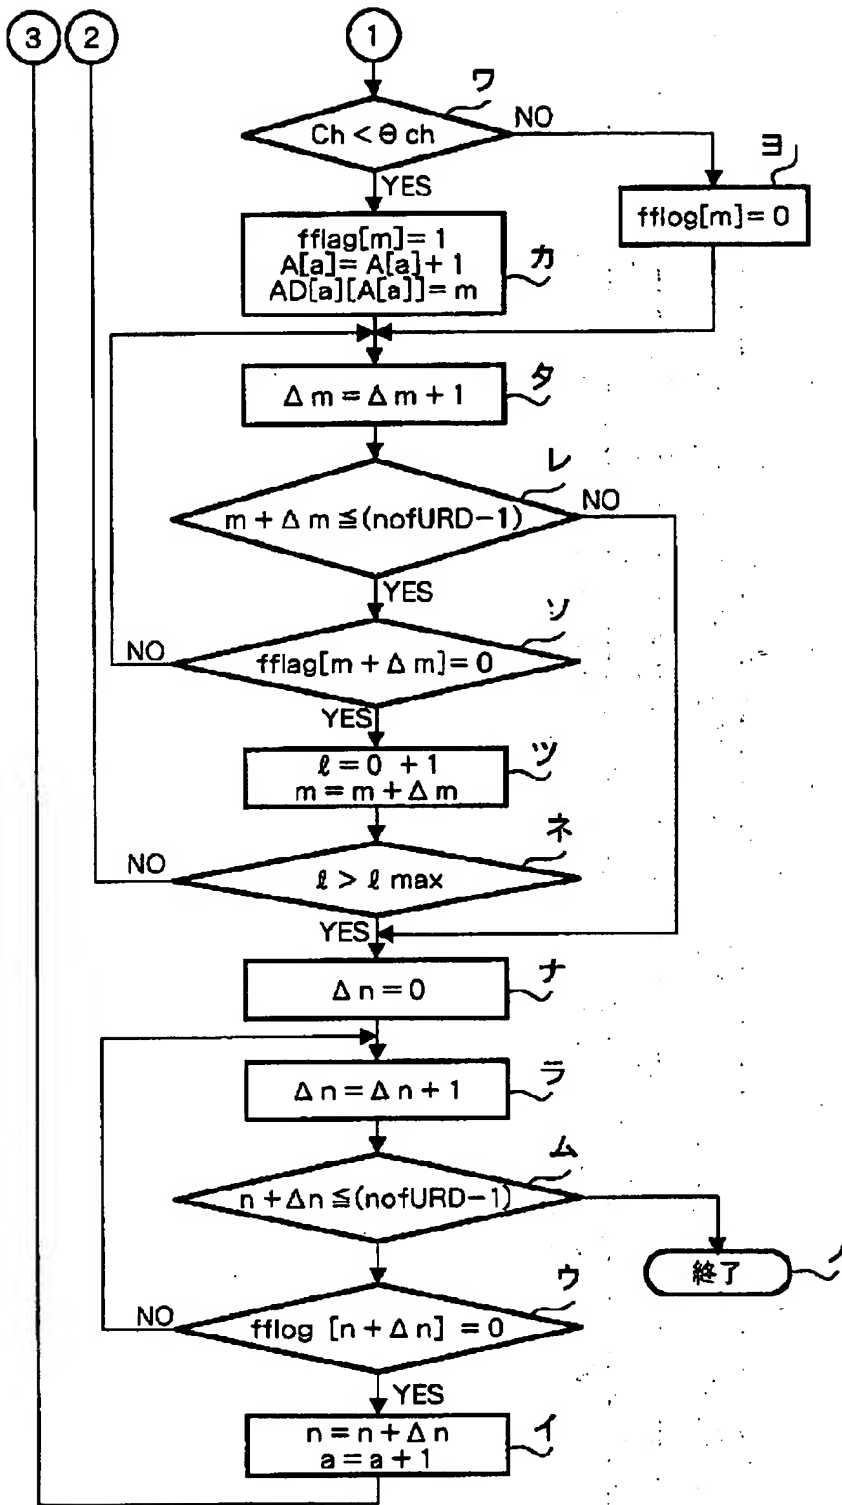 3
2
1
ワ
Ch < Θ ch
NO
YES
ヨ
fflog[m] = 0
fflag[m] = 1
A[a] = A[a] + 1
AD[a][A[a]] = m
カ
タ
Δ m = Δ m + 1
レ
m + Δ m ≦ (nofURD-1)
NO
YES
ソ
NO
fflag[m + Δ m] = 0
YES
ツ
ℓ = 0 + 1
m = m + Δ m
ネ
NO
ℓ > ℓ max
YES
ナ
Δ n = 0
ラ
Δ n = Δ n + 1
ム
n + Δn ≦ (nofURD-1)
終了
ノ
ウ
NO
fflog [n + Δ n] = 0
YES
イ
n = n + Δ n
a = a + 1